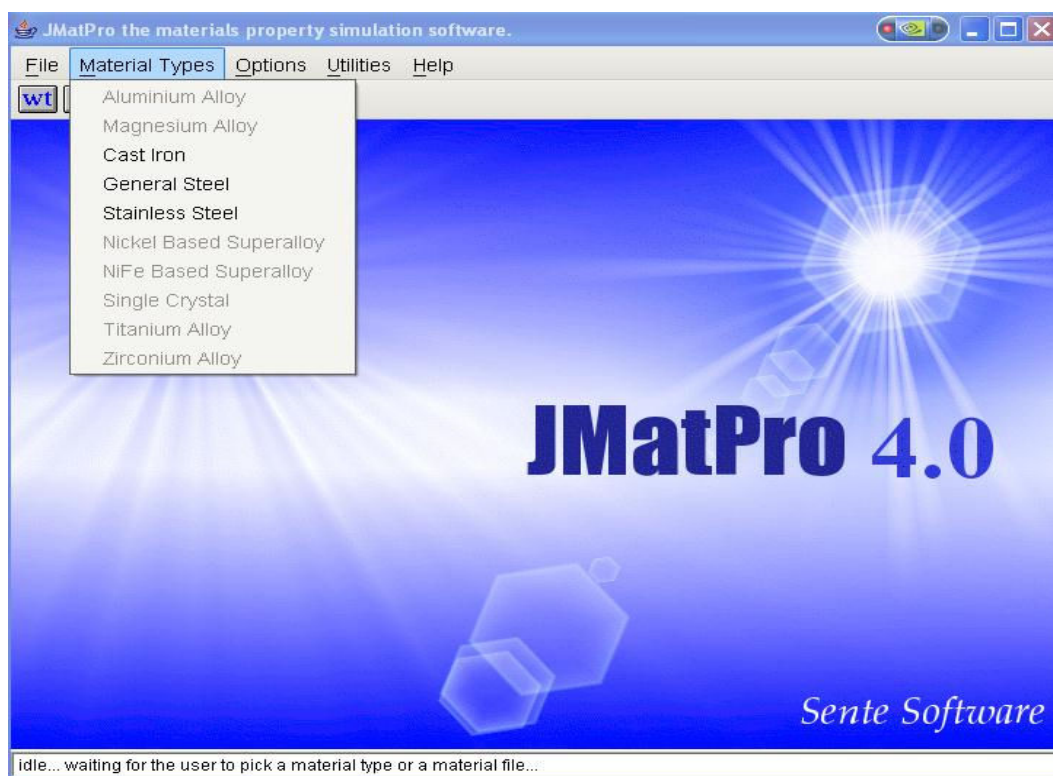 JMatPro the materials property simulation software.
File Material Types Options Utilities Help
wt
Aluminium Alloy
Magnesium Alloy
Cast Iron
General Steel
Stainless Steel
Nickel Based Superalloy
NiFe Based Superalloy
Single Crystal
Titanium Alloy
Zirconium Alloy
JMatPro 4.0
Sente Software
idle... waiting for the user to pick a material type or a material file...